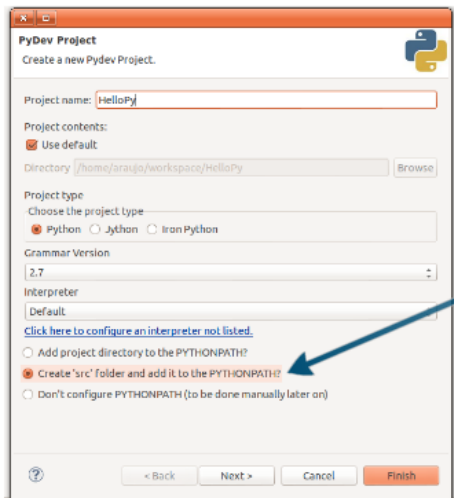 PyDev Project
Create a new Pydev Project.
Project name: HelloPy
Project contents:
Use default
Directory /home/araujo/workspace/HelloPy Browse
Project type
Choose the project type
Python Jython Iron Python
Grammar Version
2.7
Interpreter
Default
Click here to configure an interpreter not listed.
Add project directory to the PYTHONPATH?
Create 'src' folder and add it to the PYTHONPATH?
Don't configure PYTHONPATH (to be done manually later on)
? < Back Next > Cancel Finish